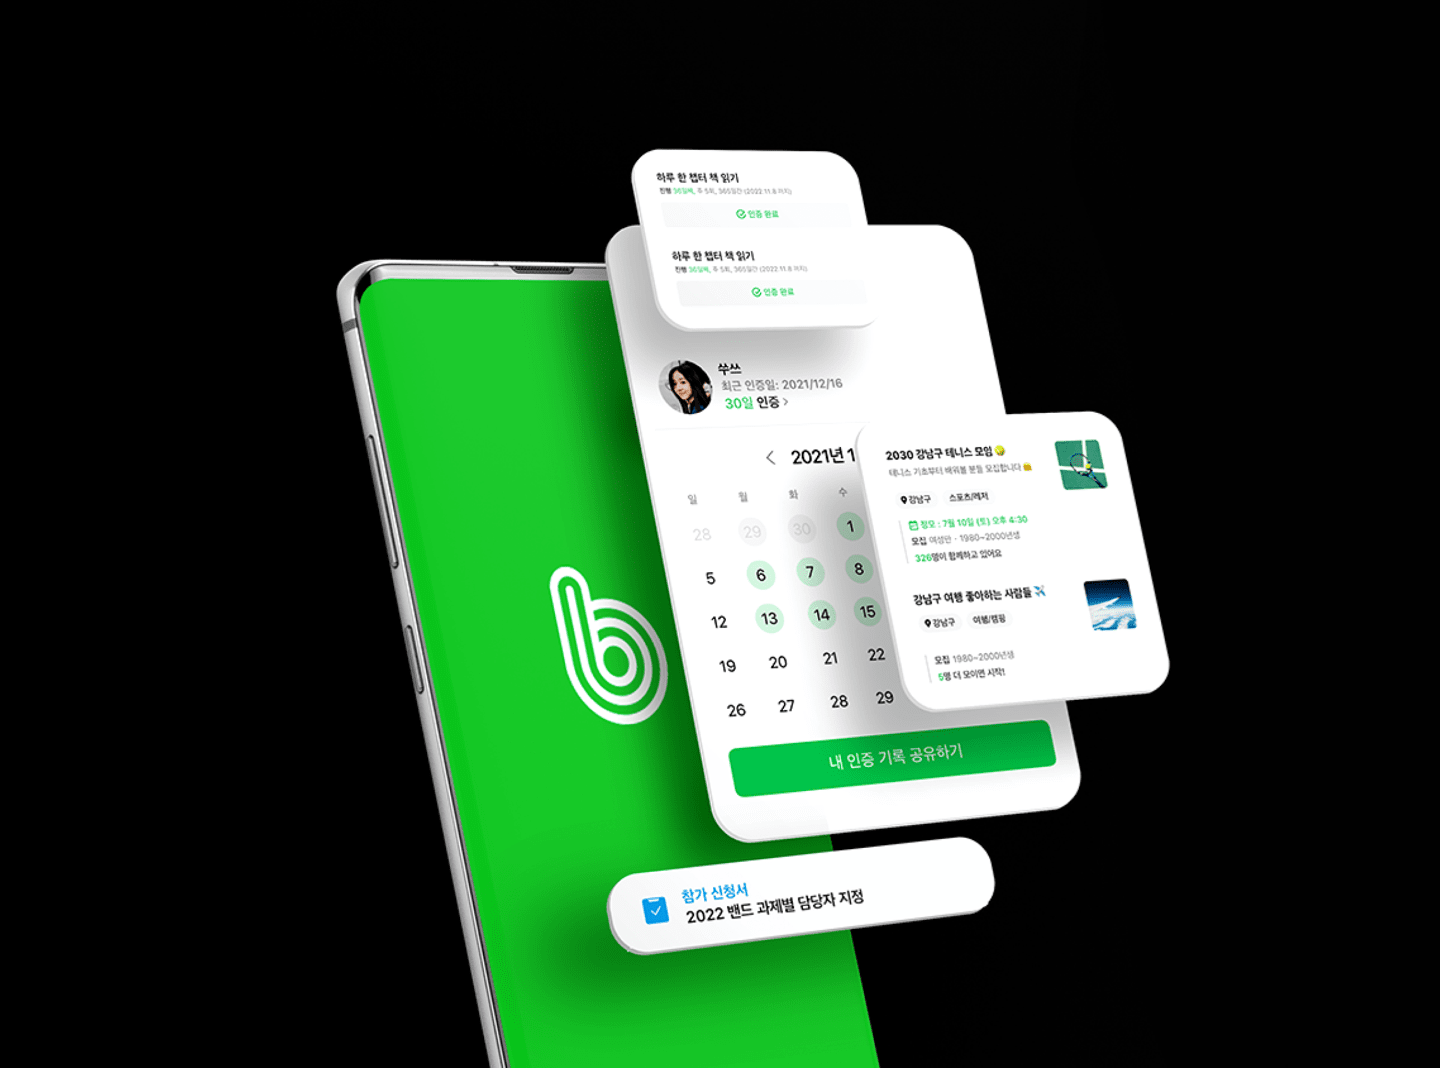 하루 한 챕터 책 읽기
진행 36일째, 주 5회, 365일간 (2022.11.8 까지)
인증 완료
하루 한 챕터 책 읽기
진행 36일째, 주 5회, 365일간 (2022.11.8 까지)
인증 완료
쑤쓰
최근 인증일: 2021/12/16
30일 인증 >
< 2021년 1
일 월 화 수
28 29 30 1
5 6 7 8
12 13 14 15
19 20 21 22
26 27 28 29
내 인증 기록 공유하기
2030 강남구 테니스 모임 🎾
테니스 기초부터 배워볼 분들 모집합니다
강남구 스포츠/레저
정모 : 7월 10일 (토) 오후 4:30
모집 여성만 · 1980~2000년생
326명이 함께하고 있어요
강남구 여행 좋아하는 사람들 ✈️
강남구 여행/캠핑
모집 1980~2000년생
5명 더 모이면 시작!
b
참가 신청서
2022 밴드 과제별 담당자 지정